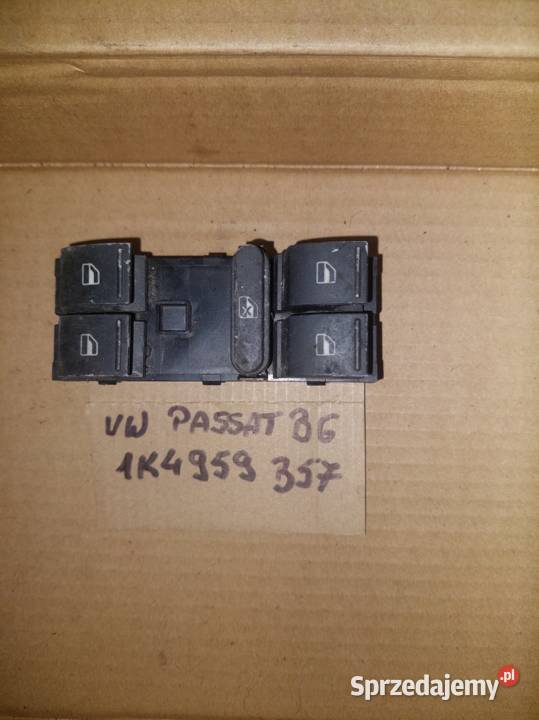 VW PASSAT B6
1K4959 357
Sprzedajemy.pl